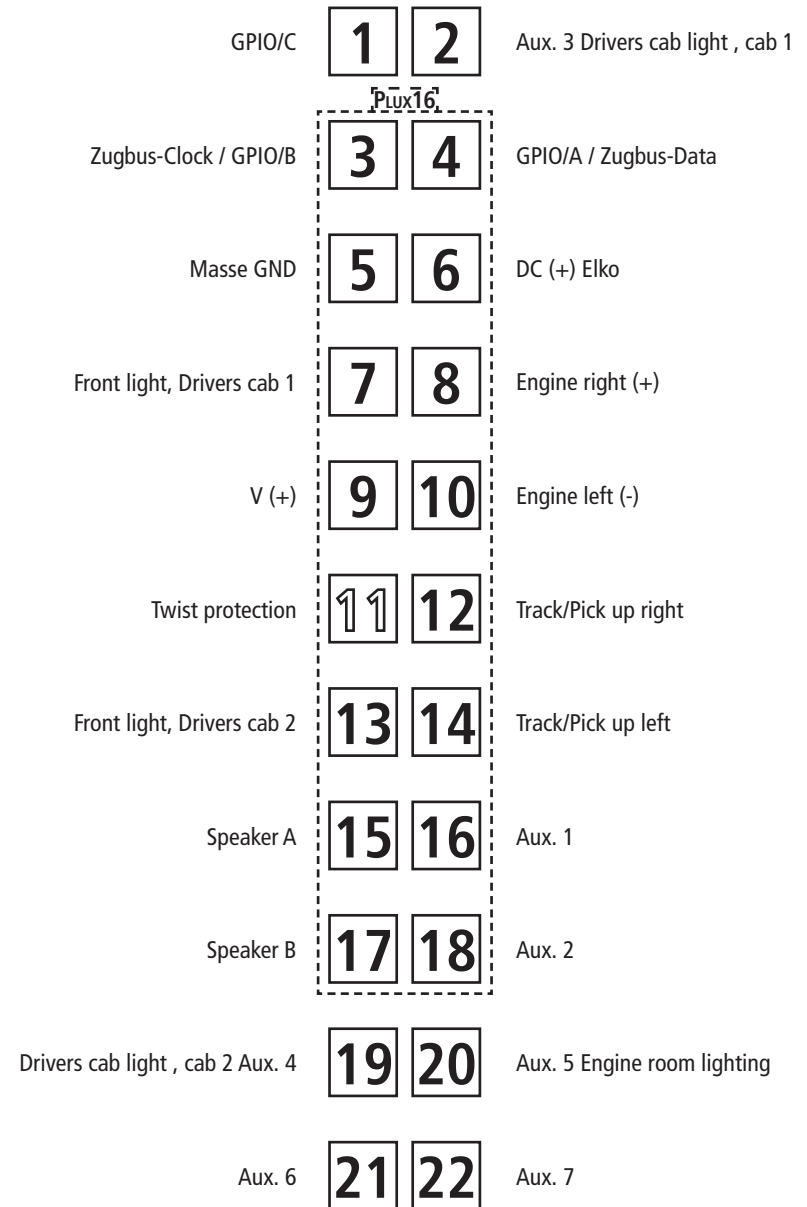 GPIO/C 1 2 Aux. 3 Drivers cab light , cab 1
PLUX16
Zugbus-Clock / GPIO/B 3 4 GPIO/A / Zugbus-Data
Masse GND 5 6 DC (+) Elko
Front light, Drivers cab 1 7 8 Engine right (+)
V (+) 9 10 Engine left (-)
Twist protection 11 12 Track/Pick up right
Front light, Drivers cab 2 13 14 Track/Pick up left
Speaker A 15 16 Aux. 1
Speaker B 17 18 Aux. 2
Drivers cab light , cab 2 Aux. 4 19 20 Aux. 5 Engine room lighting
Aux. 6 21 22 Aux. 7